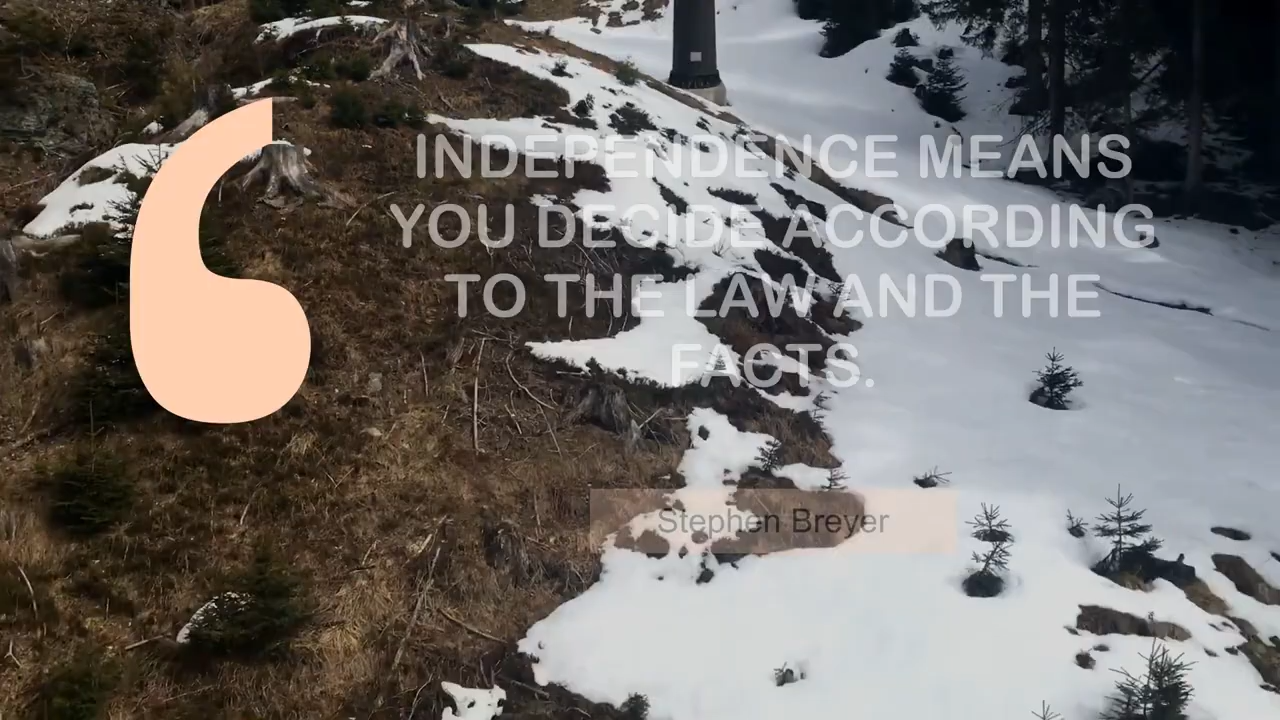 INDEPENDENCE MEANS
YOU DECIDE ACCORDING
TO THE LAW AND THE
FACTS.
Stephen Breyer